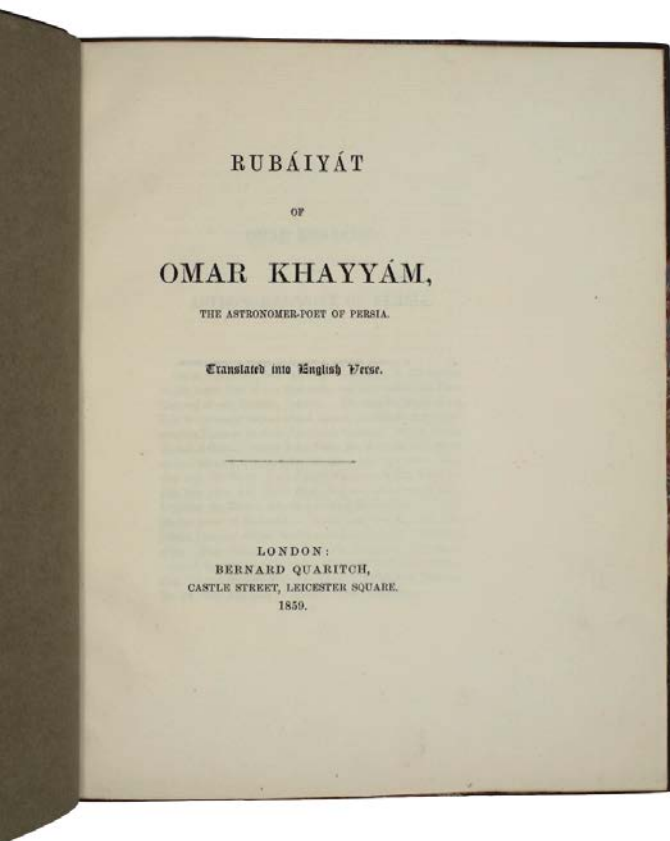 RUBÁIYÁT
OF
OMAR KHAYYÁM,
THE ASTRONOMER-POET OF PERSIA.
Translated into English Verse.
LONDON:
BERNARD QUARITCH,
CASTLE STREET, LEICESTER SQUARE.
1859.